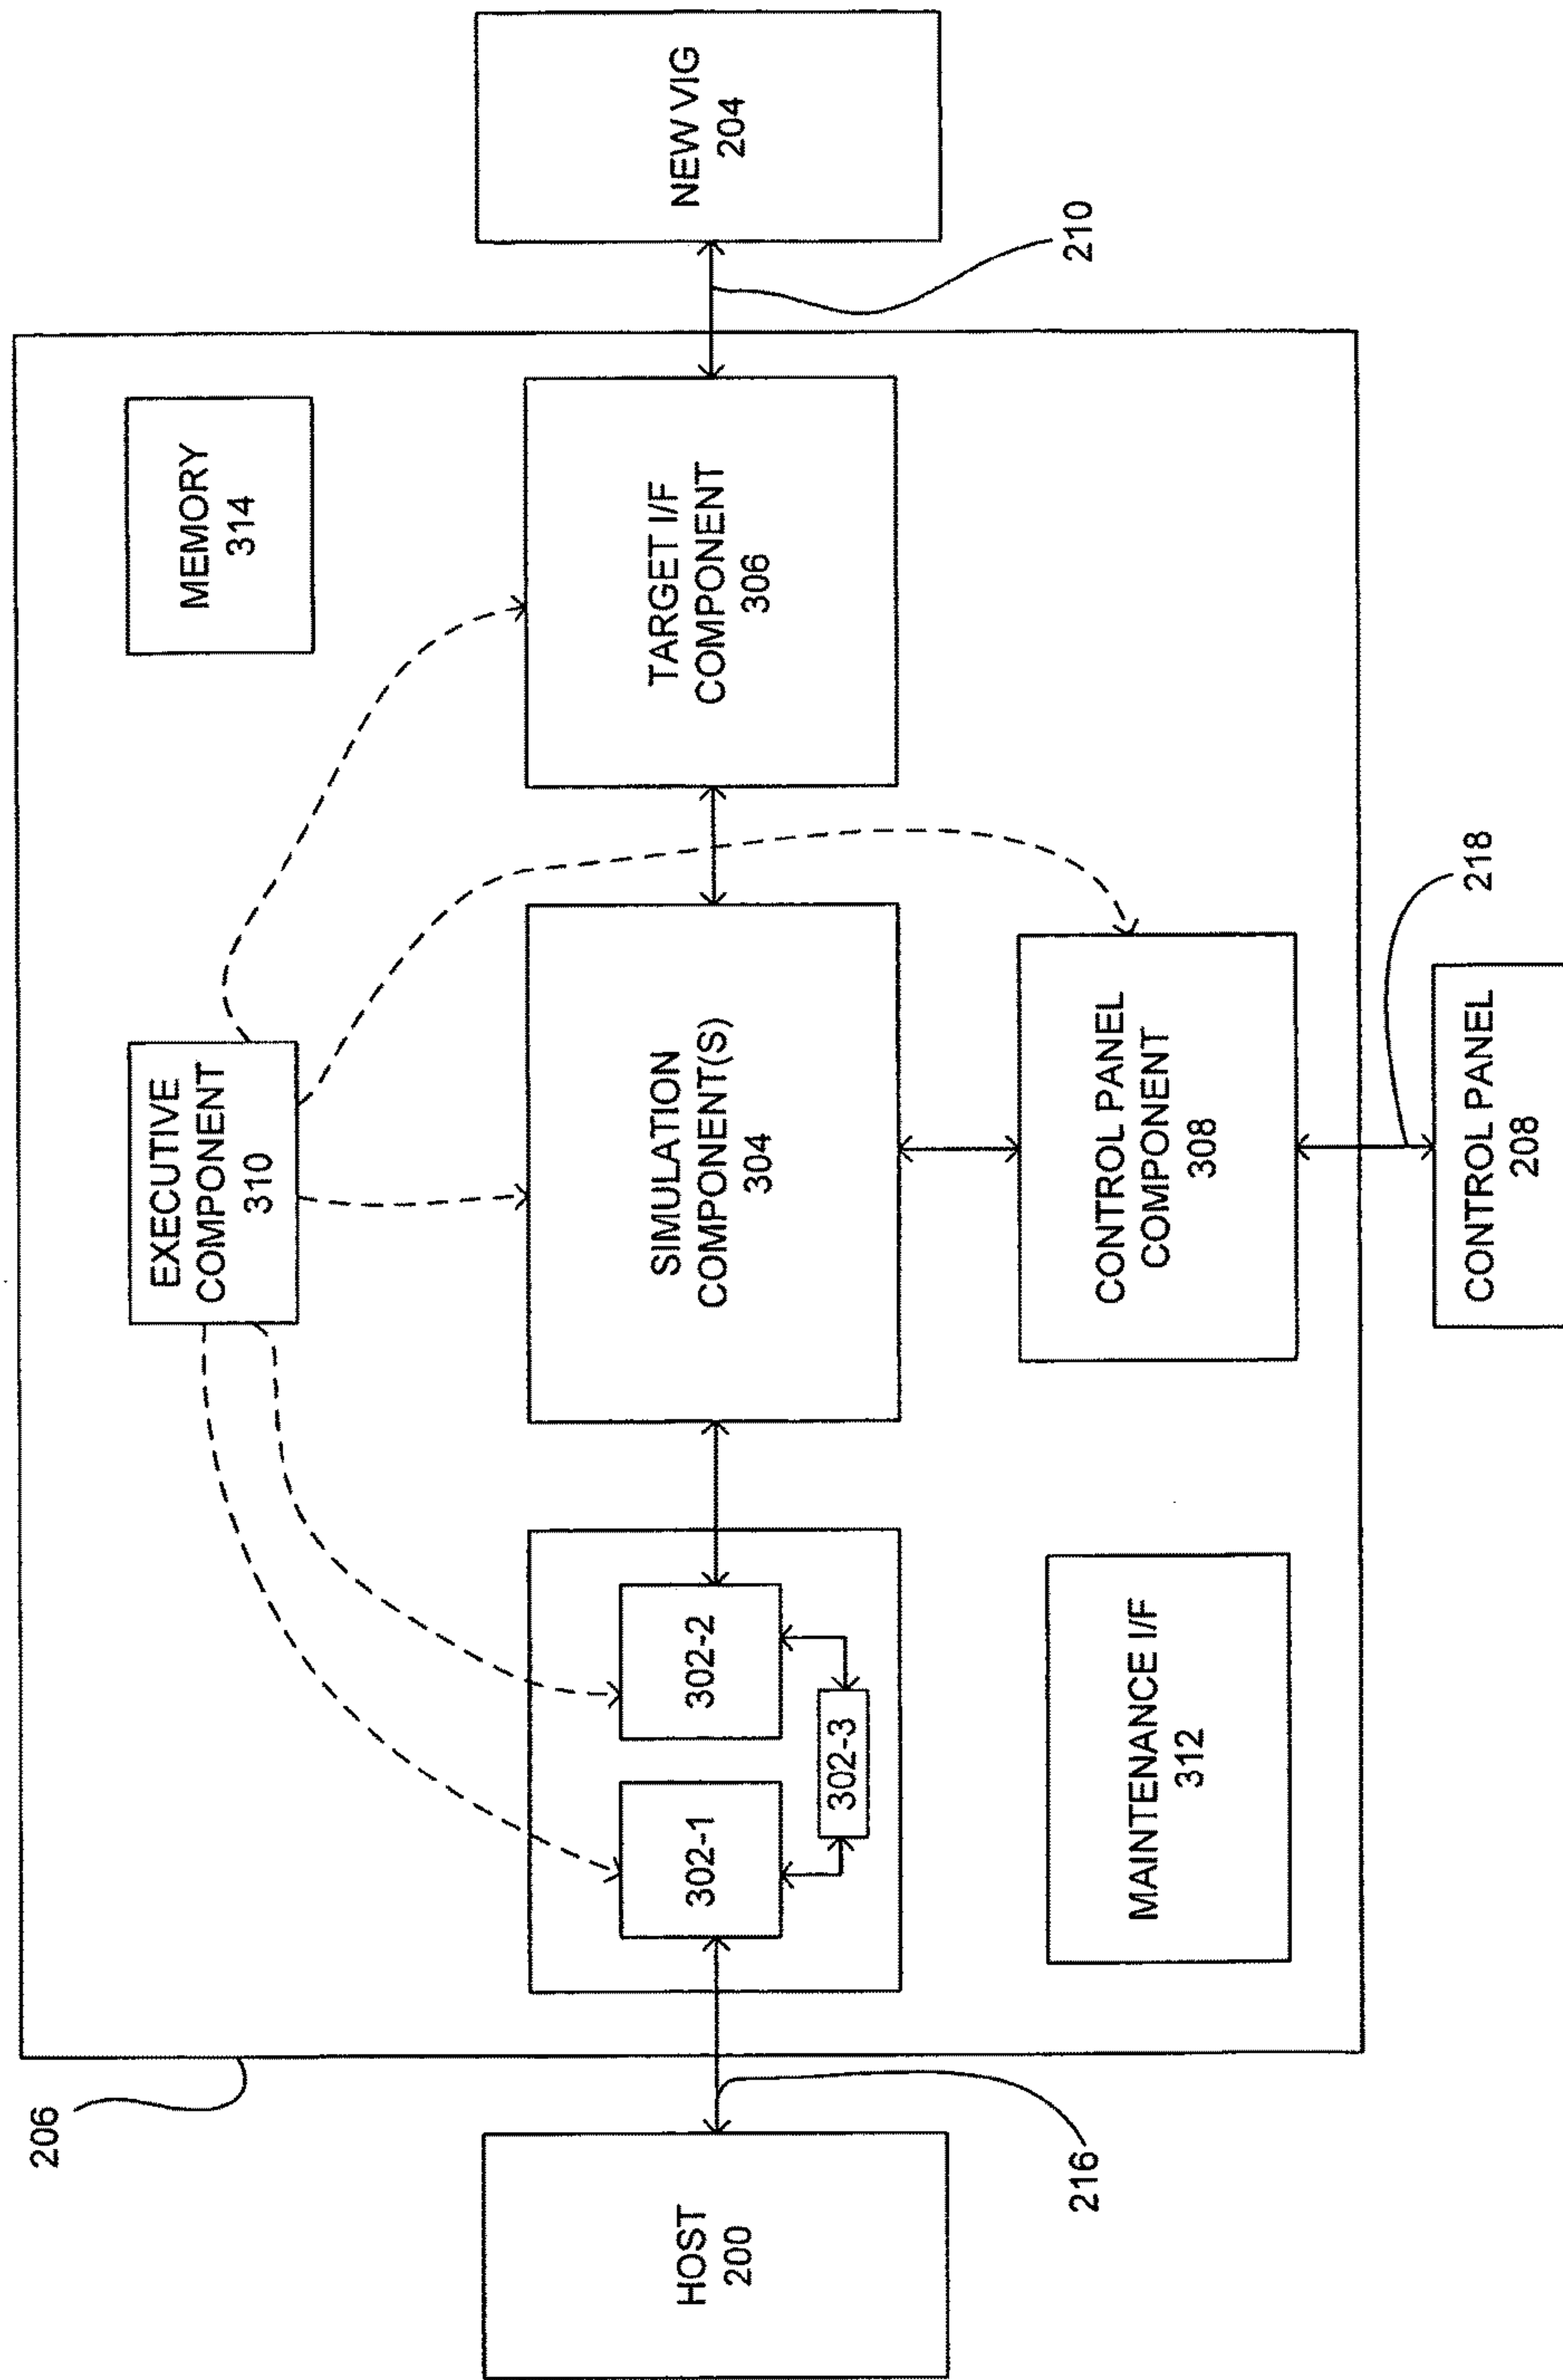 206
EXECUTIVE
COMPONENT
310
MEMORY
314
HOST
200
216
302-1
302-2
302-3
SIMULATION
COMPONENT(S)
304
TARGET I/F
COMPONENT
306
NEW VIG
204
210
MAINTENANCE I/F
312
CONTROL PANEL
COMPONENT
308
218
CONTROL PANEL
208